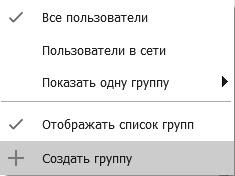 Все пользователи
Пользователи в сети
Показать одну группу
Отображать список групп
Создать группу